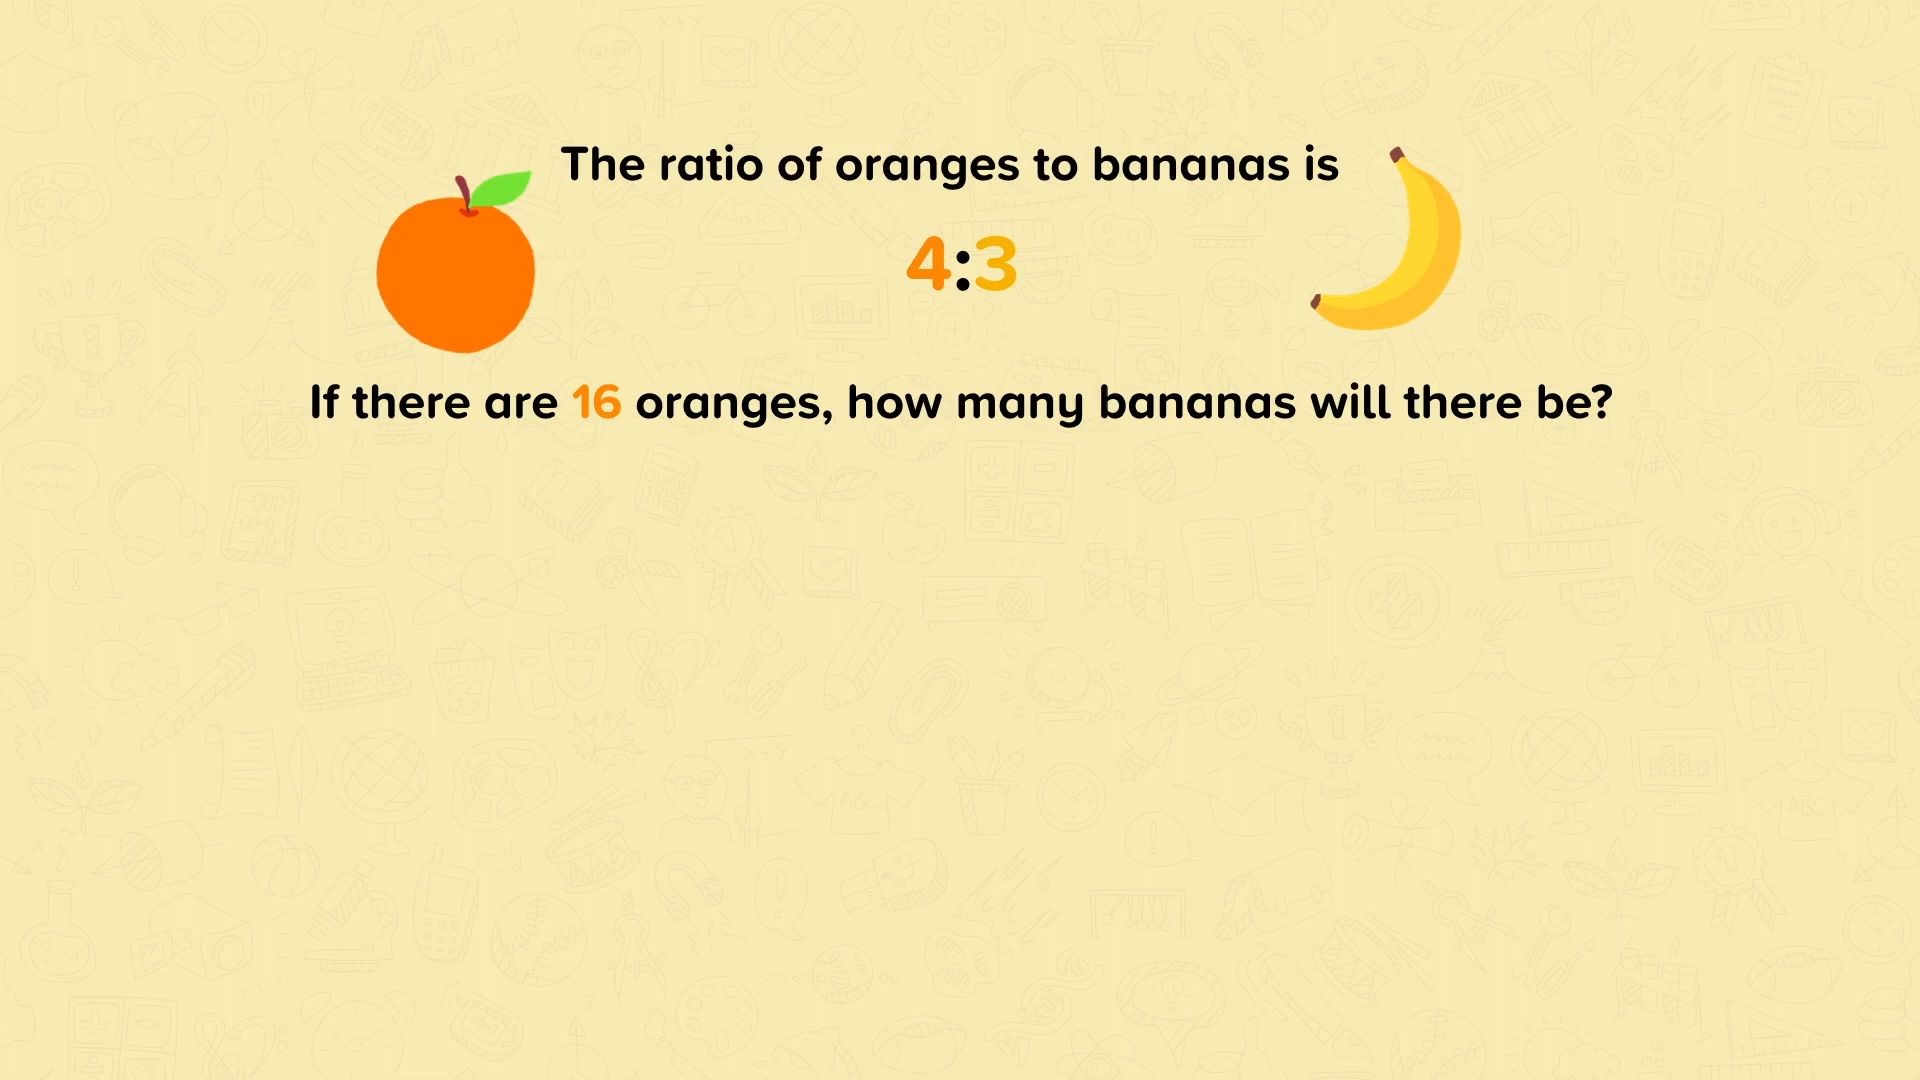 The ratio of oranges to bananas is
4:3
If there are 16 oranges, how many bananas will there be?